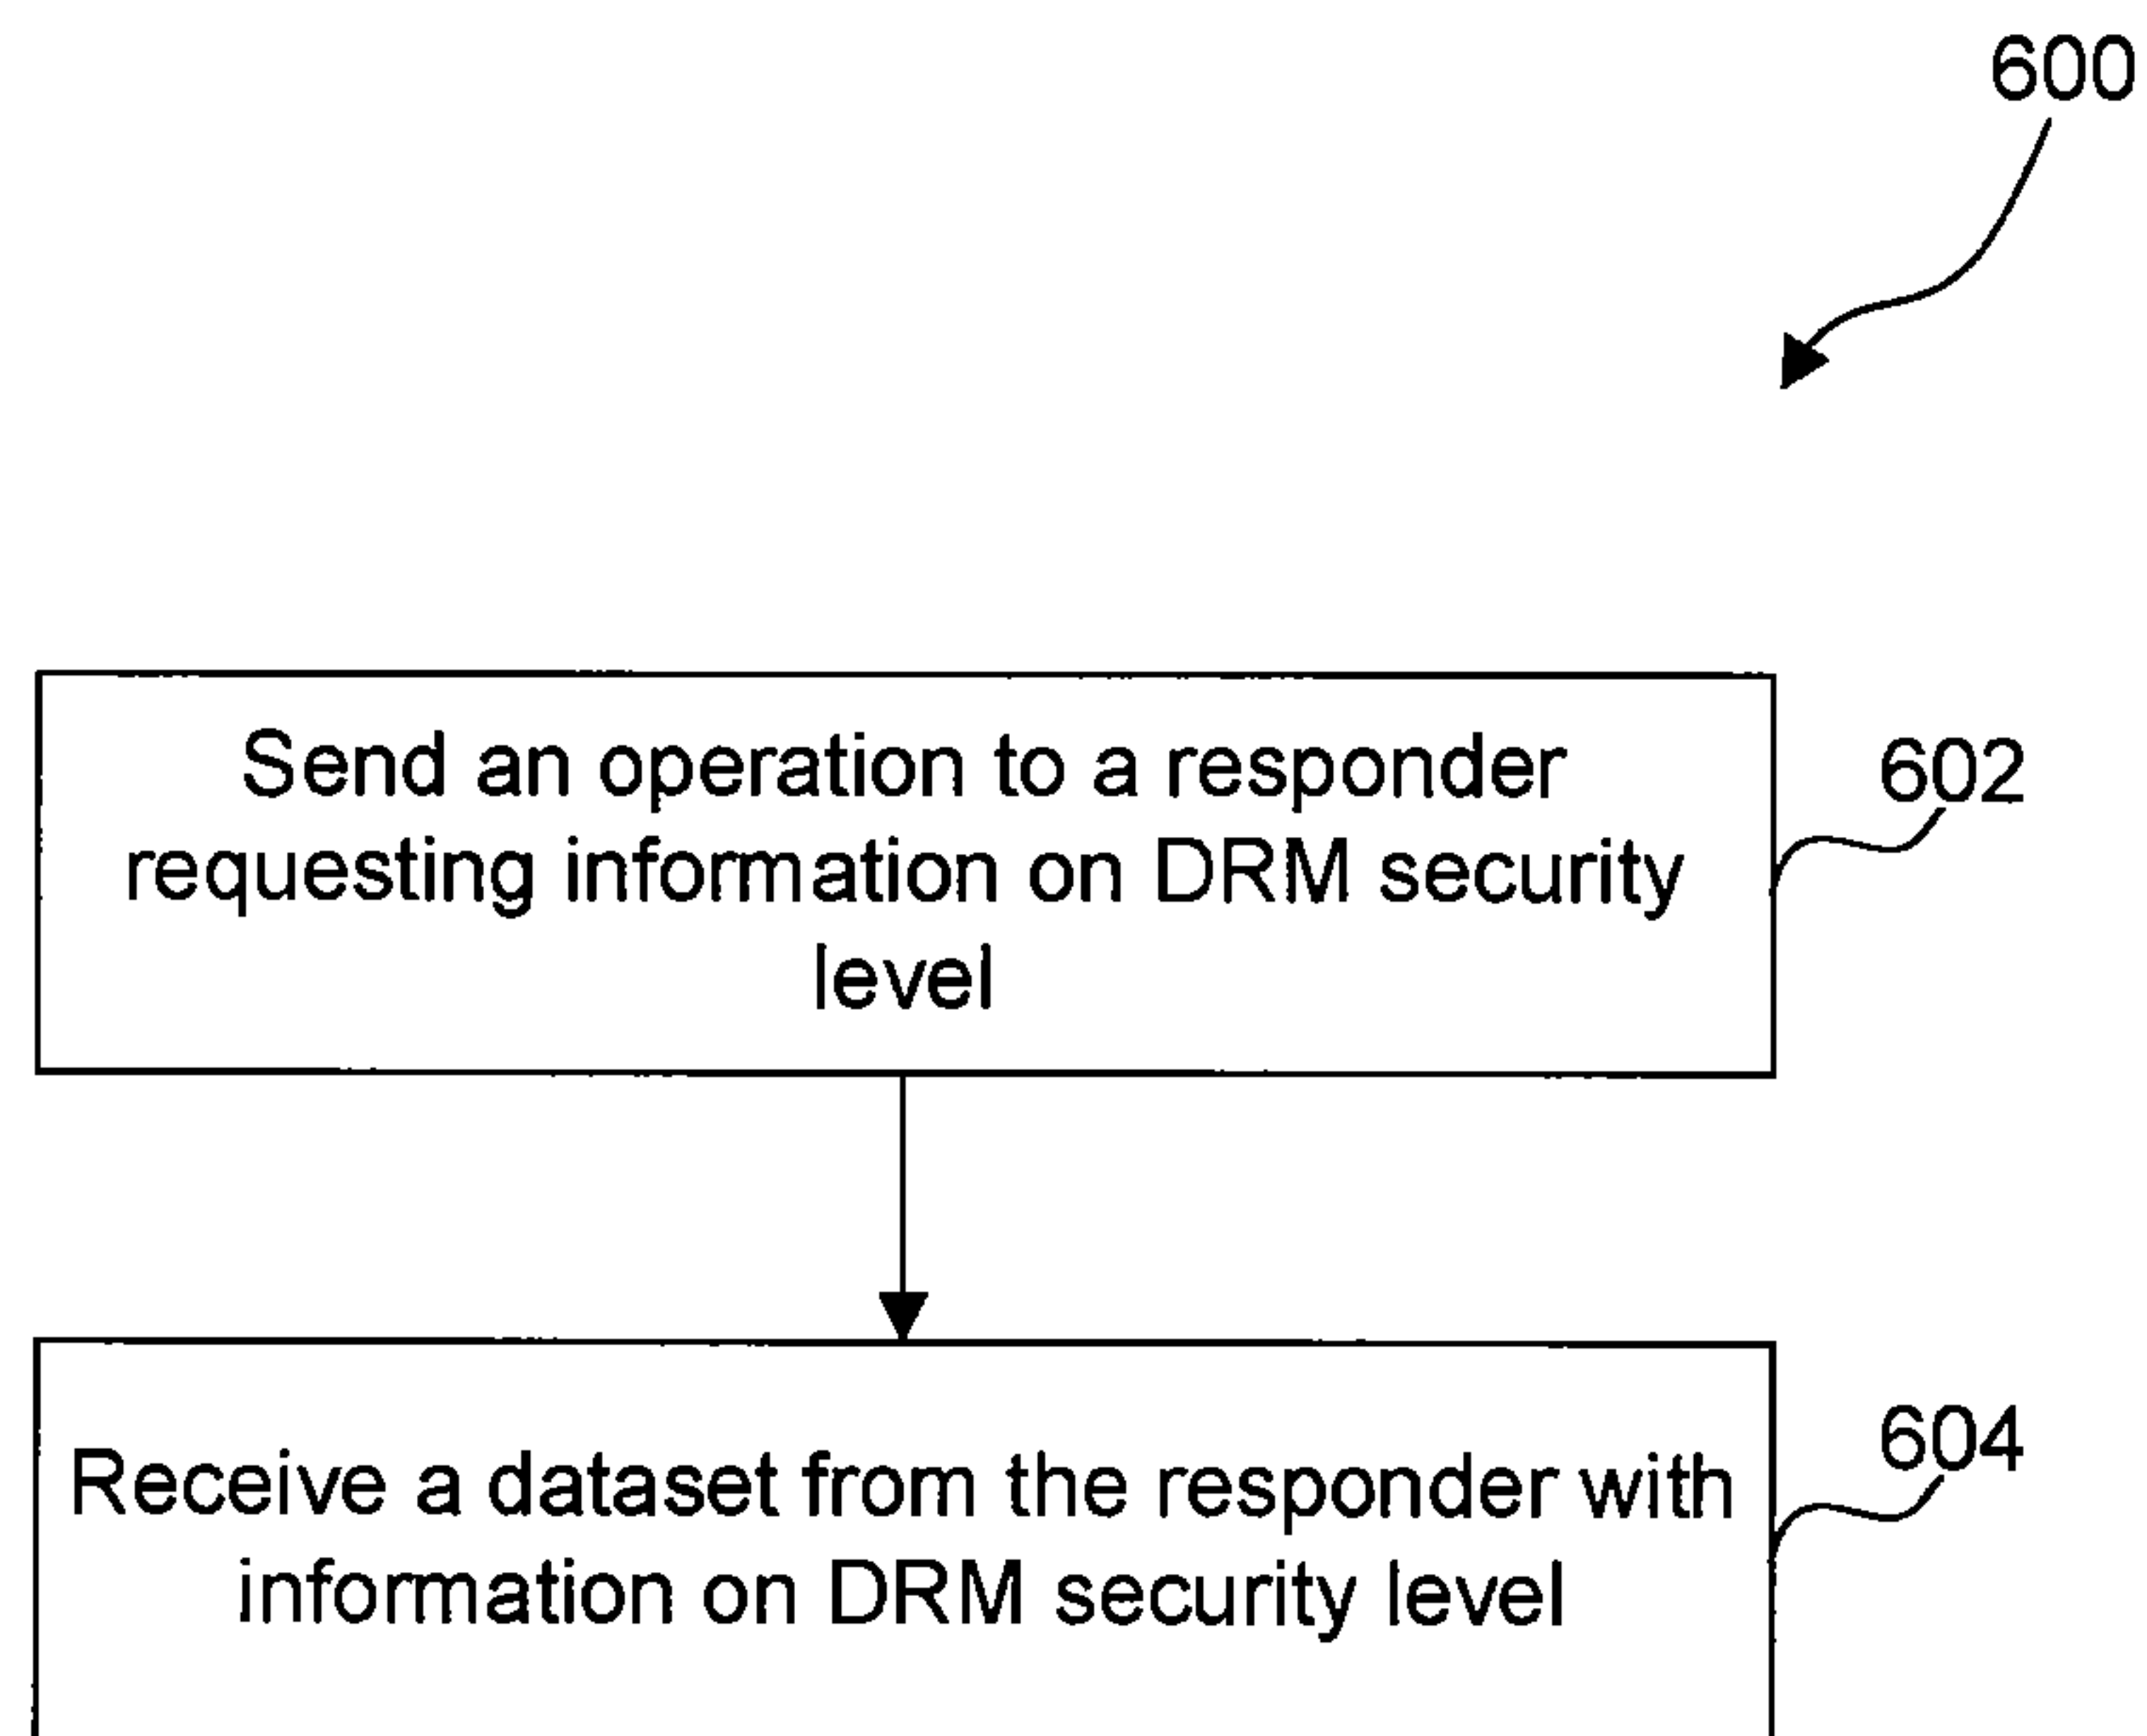 600
Send an operation to a responder
requesting information on DRM security
level
602
Receive a dataset from the responder with
information on DRM security level
604